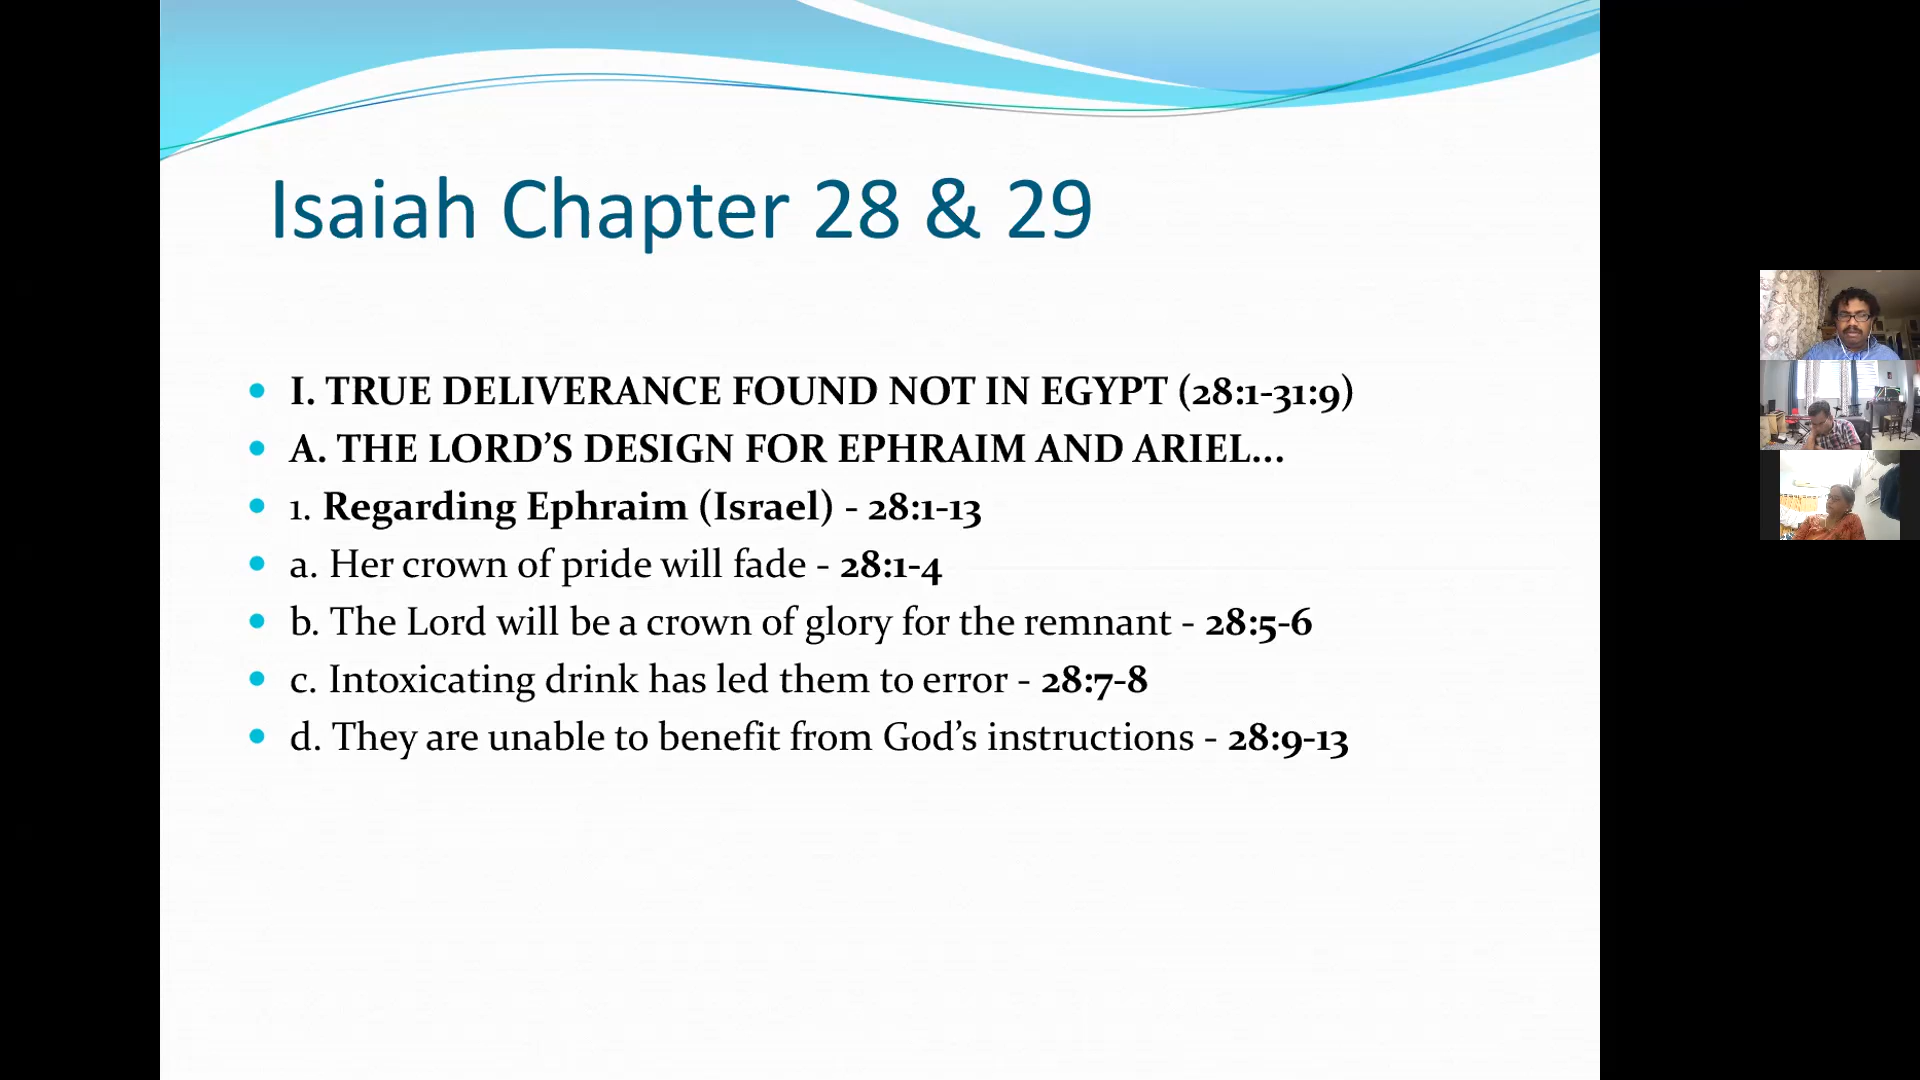 Isaiah Chapter 28 & 29
• I. TRUE DELIVERANCE FOUND NOT IN EGYPT (28:1-31:9)
• A. THE LORD’S DESIGN FOR EPHRAIM AND ARIEL…
• 1. Regarding Ephraim (Israel) - 28:1-13
• a. Her crown of pride will fade - 28:1-4
• b. The Lord will be a crown of glory for the remnant - 28:5-6
• c. Intoxicating drink has led them to error - 28:7-8
• d. They are unable to benefit from God’s instructions - 28:9-13